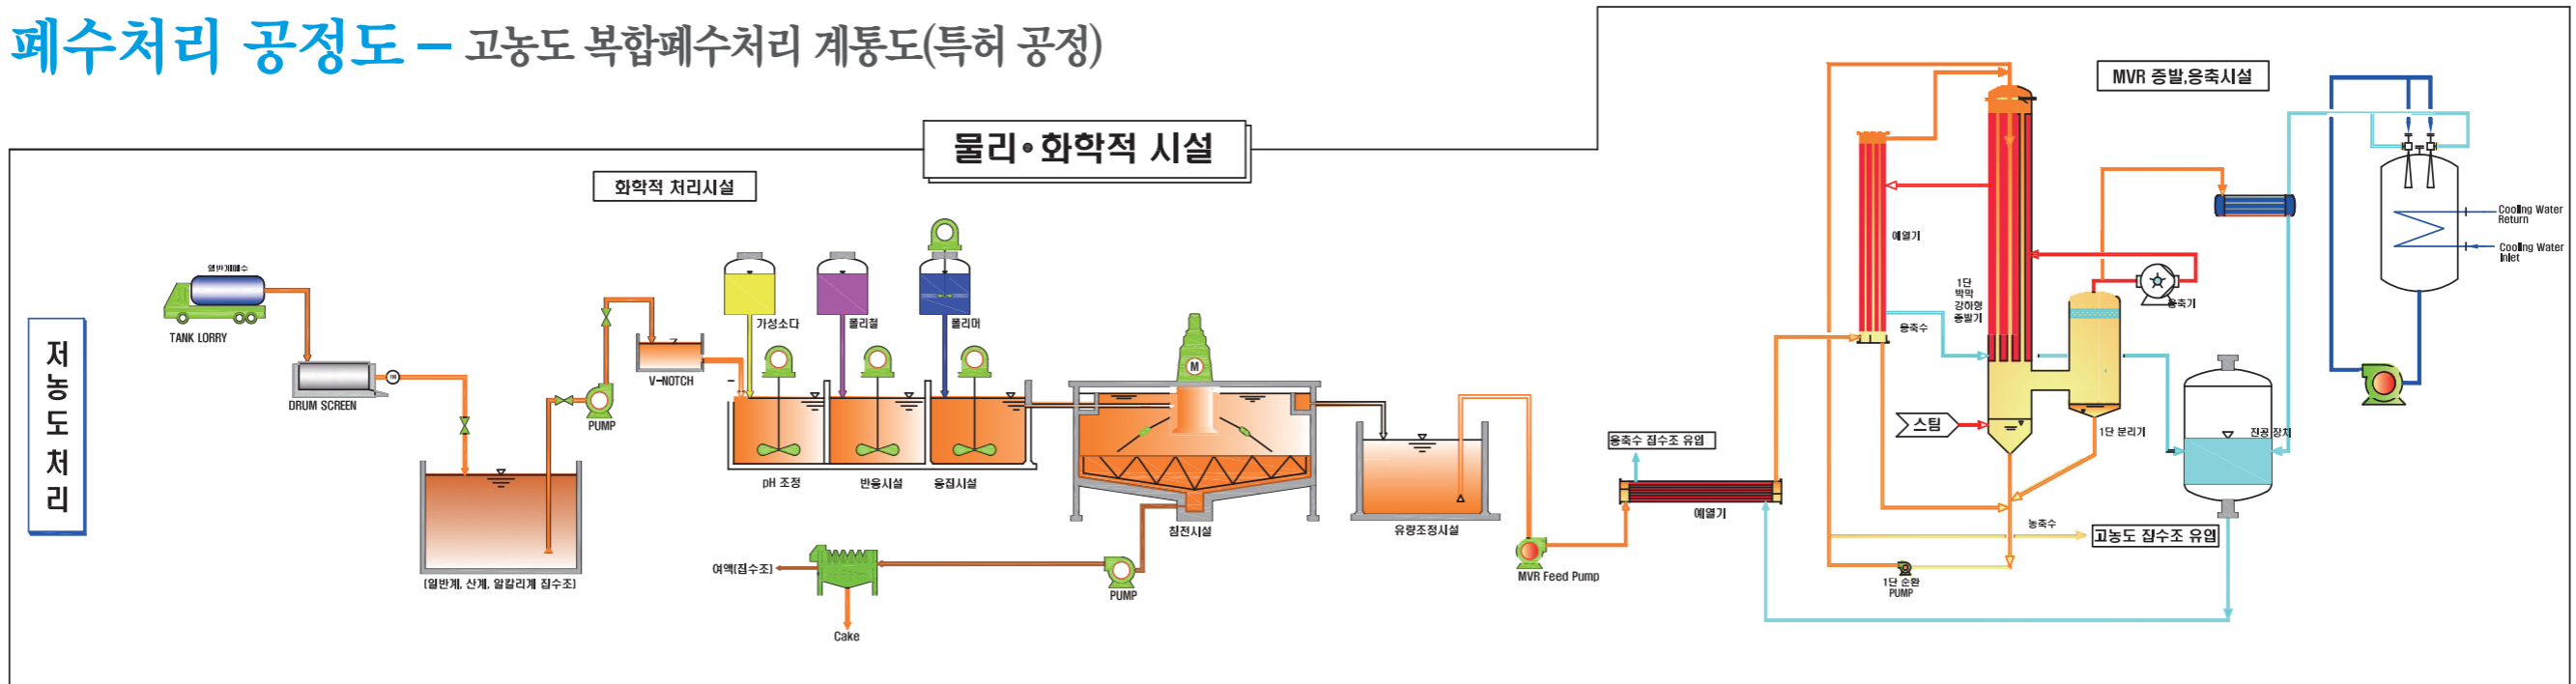 폐수처리 공정도 – 고농도 복합폐수처리 계통도(특허 공정)
물리•화학적 시설
화학적 처리시설
MVR 증발,응축시설
저농도처리
일반계폐수
TANK LORRY
DRUM SCREEN
(일반계, 산계, 알칼리계 집수조)
PUMP
V-NOTCH
가성소다
폴리철
폴리머
pH 조정
반응시설
응집시설
M
침전시설
여액(집수조)
Cake
PUMP
유량조정시설
MVR Feed Pump
응축수 집수조 유입
예열기
예열기
응축수
1단
박막
강하형
증발기
스팀
응축기
1단 분리기
농축수
고농도 집수조 유입
1단 순환
PUMP
진공 장치
Cooling Water
Return
Cooling Water
Inlet